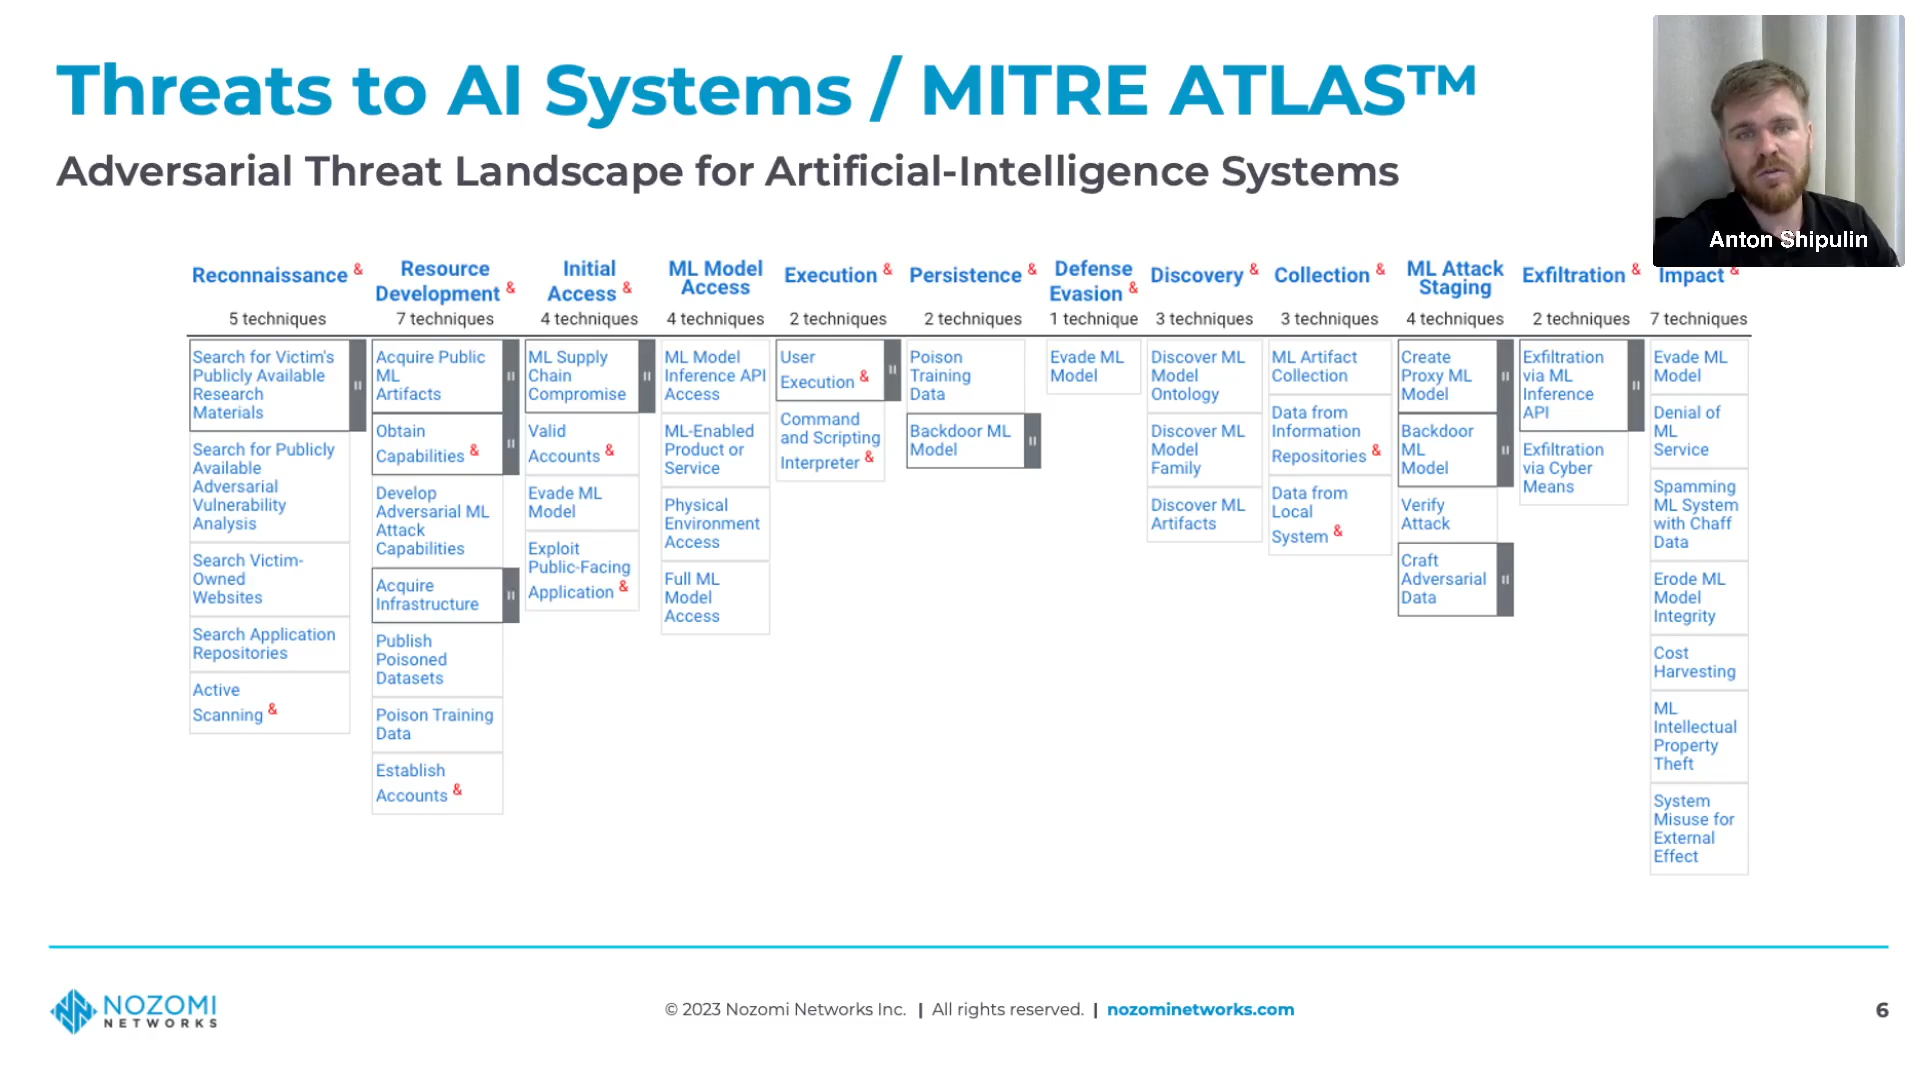 Threats to AI Systems / MITRE ATLAS™
Adversarial Threat Landscape for Artificial-Intelligence Systems
Anton Shipulin
Reconnaissance &
5 techniques
Search for Victim's
Publicly Available
Research
Materials
Search for Publicly
Available
Adversarial
Vulnerability
Analysis
Search Victim-
Owned
Websites
Search Application
Repositories
Active
Scanning &
Resource
Development &
7 techniques
Acquire Public
ML
Artifacts
Obtain
Capabilities &
Develop
Adversarial ML
Attack
Capabilities
Acquire
Infrastructure
Publish
Poisoned
Datasets
Poison Training
Data
Establish
Accounts &
Initial
Access &
4 techniques
ML Supply
Chain
Compromise
Valid
Accounts &
Evade ML
Model
Exploit
Public-Facing
Application &
ML Model
Access
4 techniques
ML Model
Inference API
Access
ML-Enabled
Product or
Service
Physical
Environment
Access
Full ML
Model
Access
Execution &
2 techniques
User
Execution &
Command
and Scripting
Interpreter &
Persistence &
2 techniques
Poison
Training
Data
Backdoor ML
Model
Defense
Evasion &
1 technique
Evade ML
Model
Discovery &
3 techniques
Discover ML
Model
Ontology
Discover ML
Model
Family
Discover ML
Artifacts
Collection &
3 techniques
ML Artifact
Collection
Data from
Information
Repositories &
Data from
Local
System &
ML Attack
Staging
4 techniques
Create
Proxy ML
Model
Backdoor
ML
Model
Verify
Attack
Craft
Adversarial
Data
Exfiltration &
2 techniques
Exfiltration
via ML
Inference
API
Exfiltration
via Cyber
Means
Impact &
7 techniques
Evade ML
Model
Denial of
ML
Service
Spamming
ML System
with Chaff
Data
Erode ML
Model
Integrity
Cost
Harvesting
ML
Intellectual
Property
Theft
System
Misuse for
External
Effect
NOZOMI
NETWORKS
© 2023 Nozomi Networks Inc. | All rights reserved. | nozominetworks.com
6